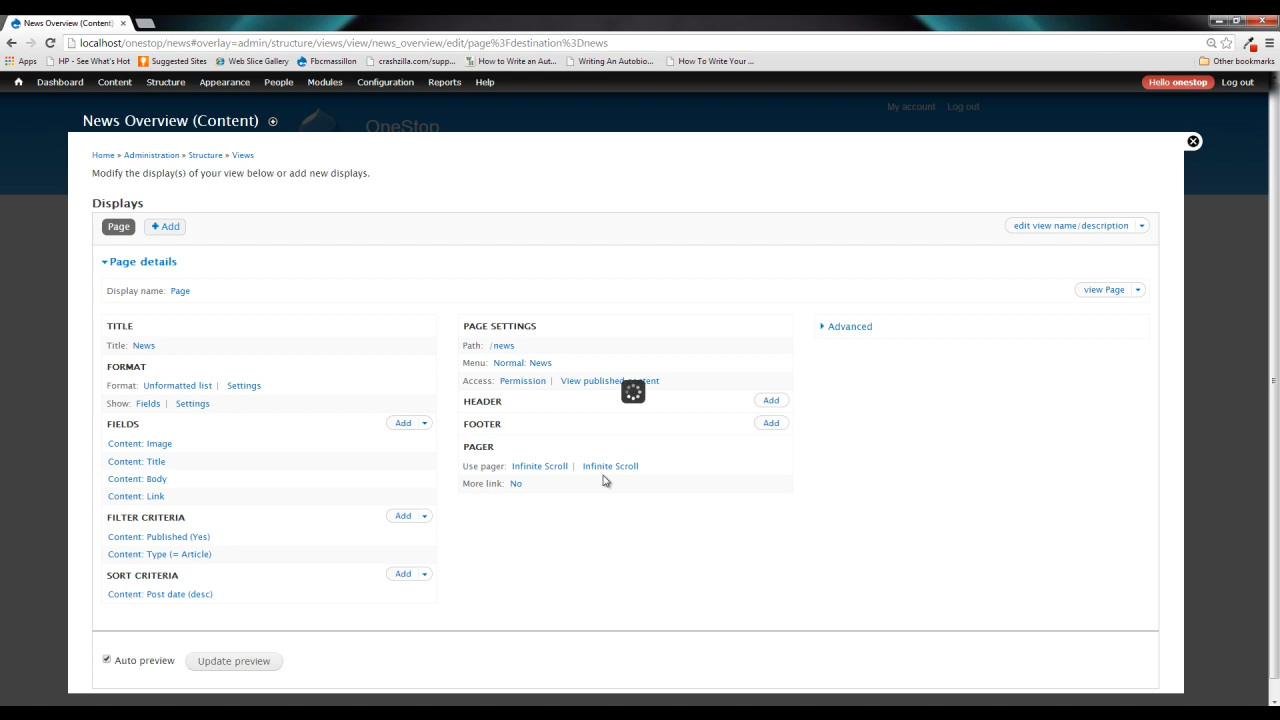 News Overview (Content)
localhost/onestop/news#overlay=admin/structure/views/view/news_overview/edit/page%3Fdestination%3Dnews
Apps HP - See What's Hot Suggested Sites Web Slice Gallery Fbcmassillon crashzilla.com/supp... How to Write an Aut... Writing An Autobio... How To Write Your ... Other bookmarks
Dashboard Content Structure Appearance People Modules Configuration Reports Help Hello onestop Log out
My account Log out
News Overview (Content)
OneStop
Home » Administration » Structure » Views
Modify the display(s) of your view below or add new displays.
Displays
Page + Add edit view name/description
Page details
Display name: Page view Page
TITLE
Title: News
FORMAT
Format: Unformatted list | Settings
Show: Fields | Settings
FIELDS Add
Content: Image
Content: Title
Content: Body
Content: Link
FILTER CRITERIA Add
Content: Published (Yes)
Content: Type (= Article)
SORT CRITERIA Add
Content: Post date (desc)
PAGE SETTINGS
Path: /news
Menu: Normal: News
Access: Permission | View published content
HEADER Add
FOOTER Add
PAGER
Use pager: Infinite Scroll | Infinite Scroll
More link: No
Advanced
Auto preview Update preview